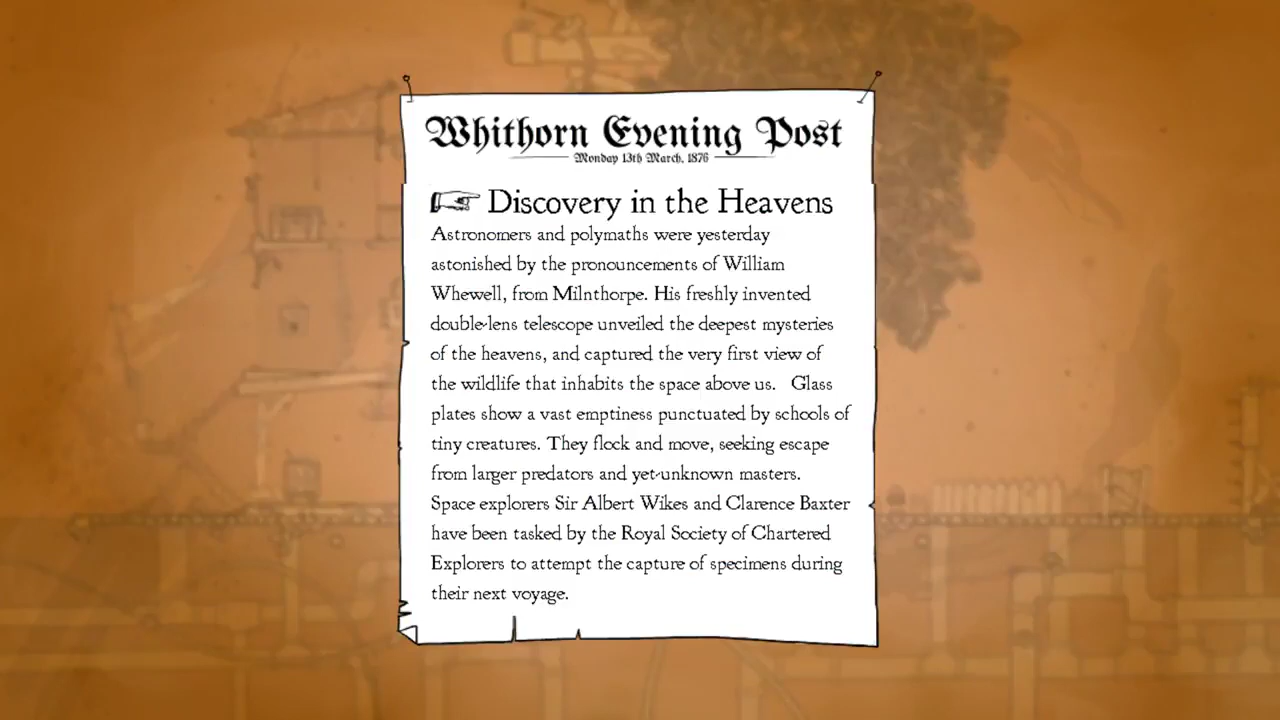 Whithorn Evening Post
Monday 13th March, 1876
Discovery in the Heavens
Astronomers and polymaths were yesterday
astonished by the pronouncements of William
Whewell, from Milnthorpe. His freshly invented
double-lens telescope unveiled the deepest mysteries
of the heavens, and captured the very first view of
the wildlife that inhabits the space above us. Glass
plates show a vast emptiness punctuated by schools of
tiny creatures. They flock and move, seeking escape
from larger predators and yet-unknown masters.
Space explorers Sir Albert Wikes and Clarence Baxter
have been tasked by the Royal Society of Chartered
Explorers to attempt the capture of specimens during
their next voyage.